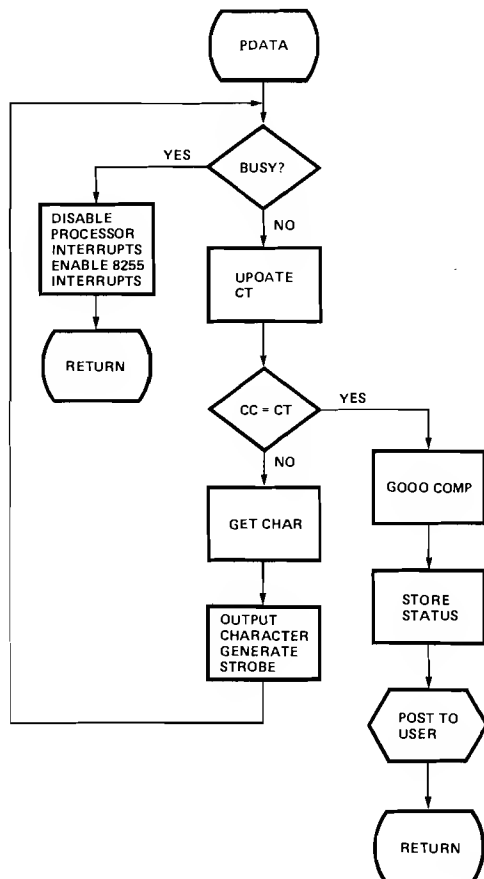 PDATA
BUSY?
YES
NO
DISABLE
PROCESSOR
INTERRUPTS
ENABLE 8255
INTERRUPTS
RETURN
UPOATE
CT
CC = CT
YES
NO
GET CHAR
OUTPUT
CHARACTER
GENERATE
STROBE
GOOO COMP
STORE
STATUS
POST TO
USER
RETURN